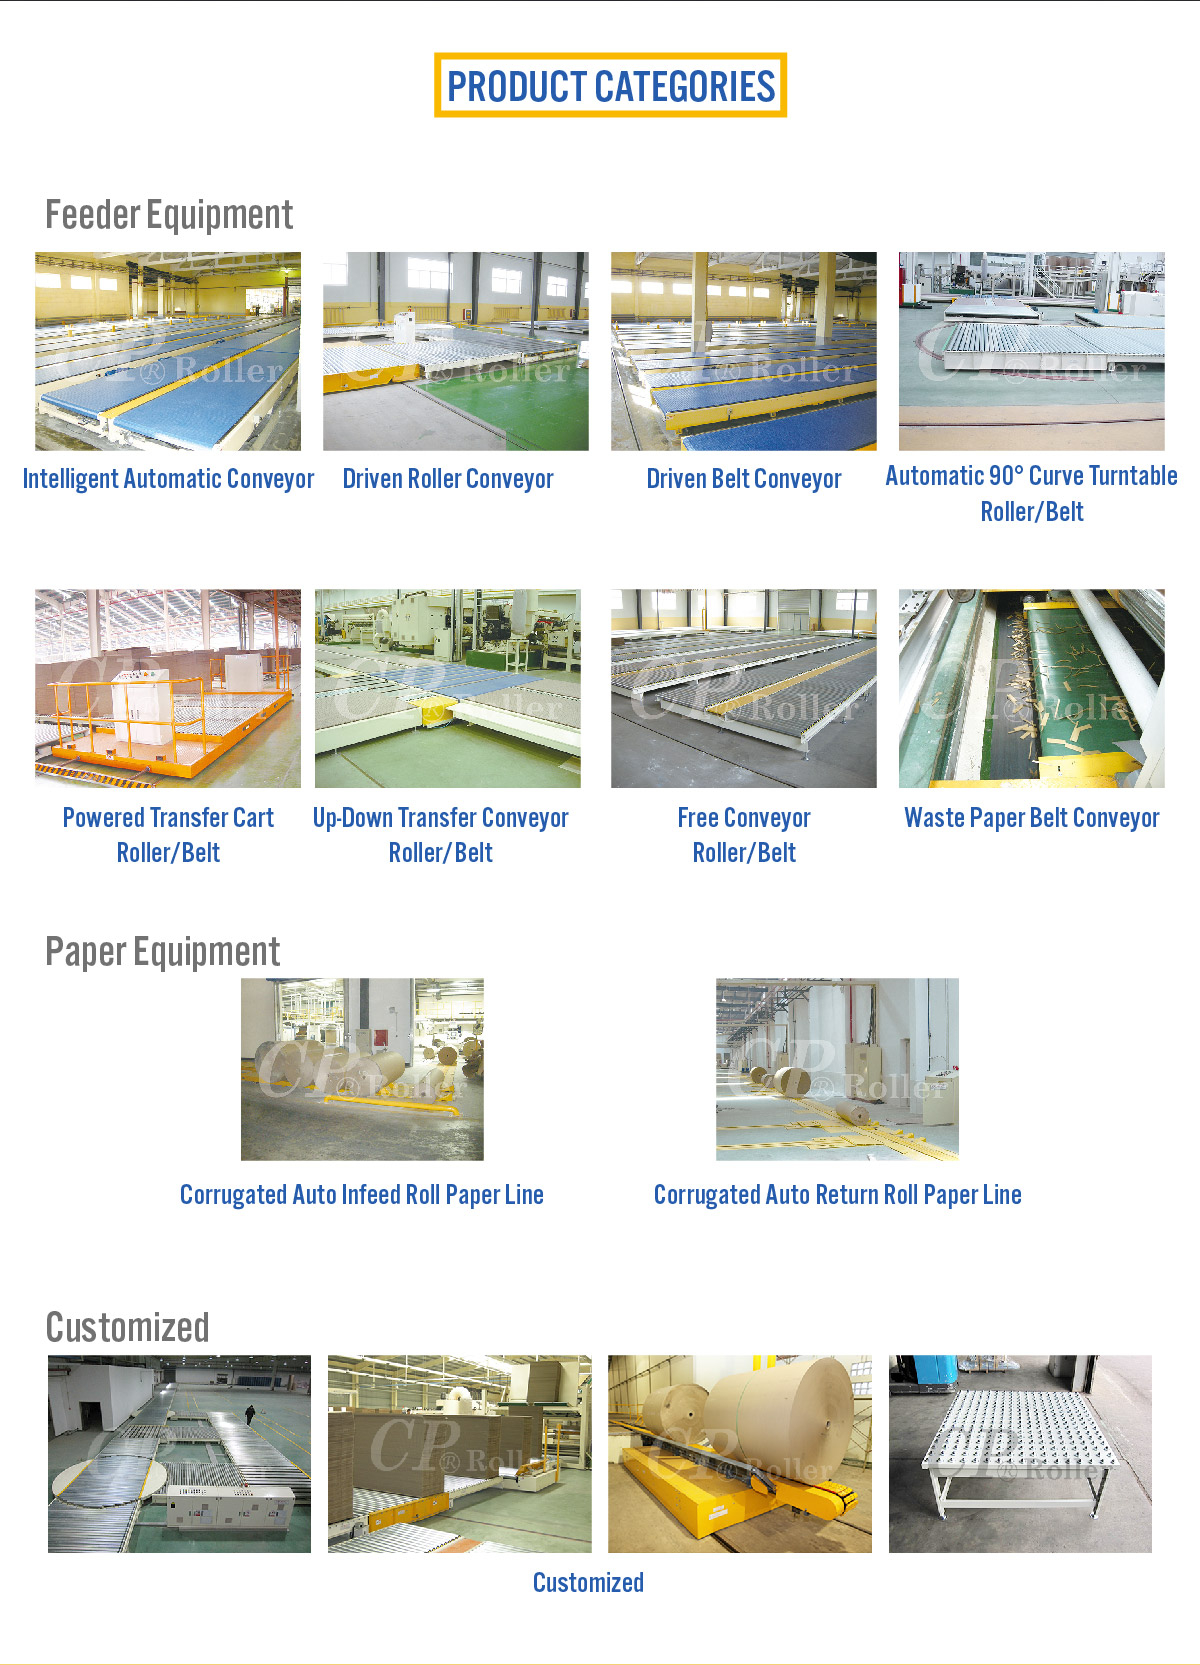 PRODUCT CATEGORIES
Feeder Equipment
CP® Roller
CP® Roller
CP® Roller
CP® Roller
Intelligent Automatic Conveyor
Driven Roller Conveyor
Driven Belt Conveyor
Automatic 90° Curve Turntable
Roller/Belt
CP® Roller
CP® Roller
CP® Roller
CP® Roller
Powered Transfer Cart
Roller/Belt
Up-Down Transfer Conveyor
Roller/Belt
Free Conveyor
Roller/Belt
Waste Paper Belt Conveyor
Paper Equipment
CP® Roller
CP® Roller
Corrugated Auto Infeed Roll Paper Line
Corrugated Auto Return Roll Paper Line
Customized
CP® Roller
CP® Roller
CP® Roller
CP® Roller
Customized